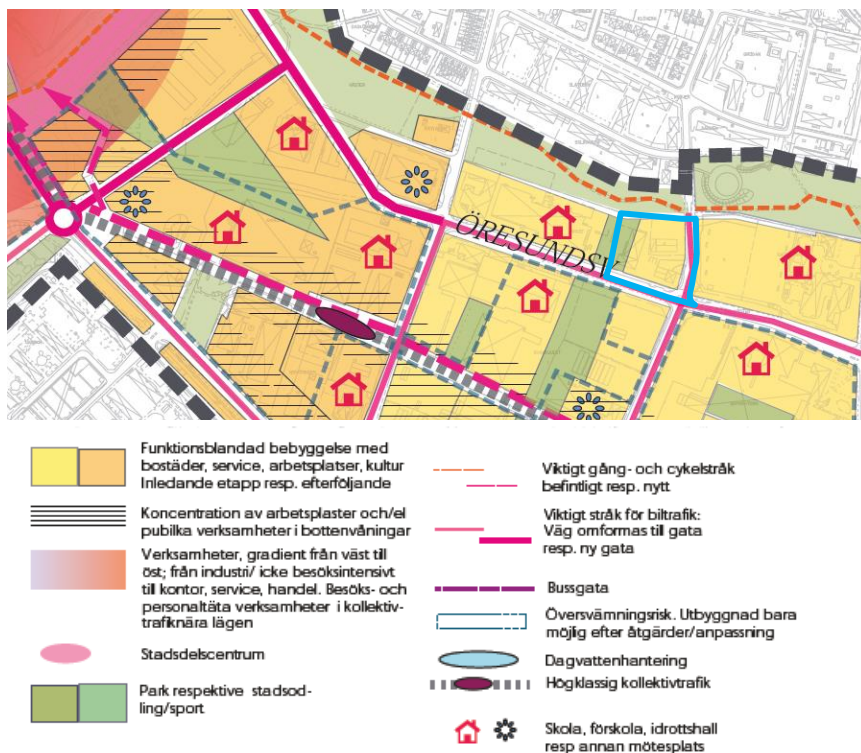 ÖRESUNDSV
Funktionsblandad bebyggelse med
bostäder, service, arbetsplatser, kultur
Inledande etapp resp. efterföljande
Koncentration av arbetsplaster och/el
pubilka verksamheter i bottenvåningar
Verksamheter, gradient från väst till
öst; från industri/ icke besöksintensivt
till kontor, service, handel. Besöks- och
personaltäta verksamheter i kollektiv-
trafiknära lägen
Stadsdelscentrum
Park respektive stadsod-
ling/sport
Viktigt gång- och cykelstråk
befintligt resp. nytt
Viktigt stråk för biltrafik:
Väg omformas till gata
resp. ny gata
Bussgata
Översvämningsrisk. Utbyggnad bara
möjlig efter åtgärder/anpassning
Dagvattenhantering
Högklassig kollektivtrafik
Skola, förskola, idrottshall
resp annan mötesplats